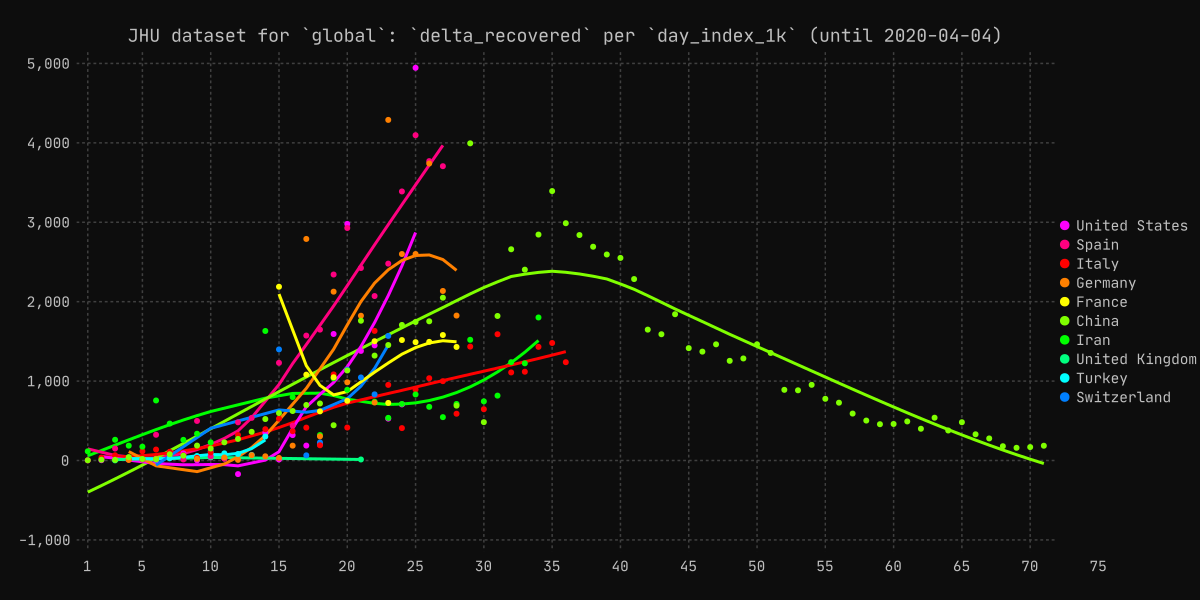 JHU dataset for `global`: `delta_recovered` per `day_index_1k` (until 2020-04-04)
5,000
4,000
3,000
2,000
1,000
0
-1,000
1 5 10 15 20 25 30 35 40 45 50 55 60 65 70 75
United States
Spain
Italy
Germany
France
China
Iran
United Kingdom
Turkey
Switzerland